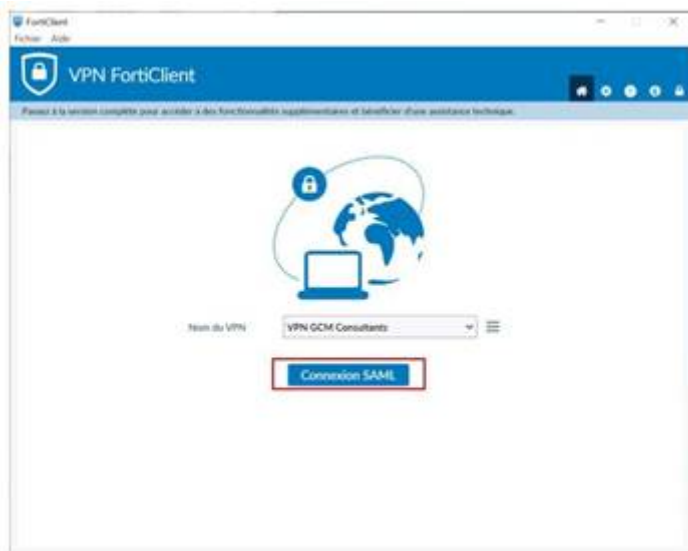 FortiClient
Fichier Aide
VPN FortiClient
Passez à la version complète pour accéder à des fonctionnalités supplémentaires et bénéficier d'une assistance technique.
Nom du VPN
VPN GCM Consultants
Connexion SAML